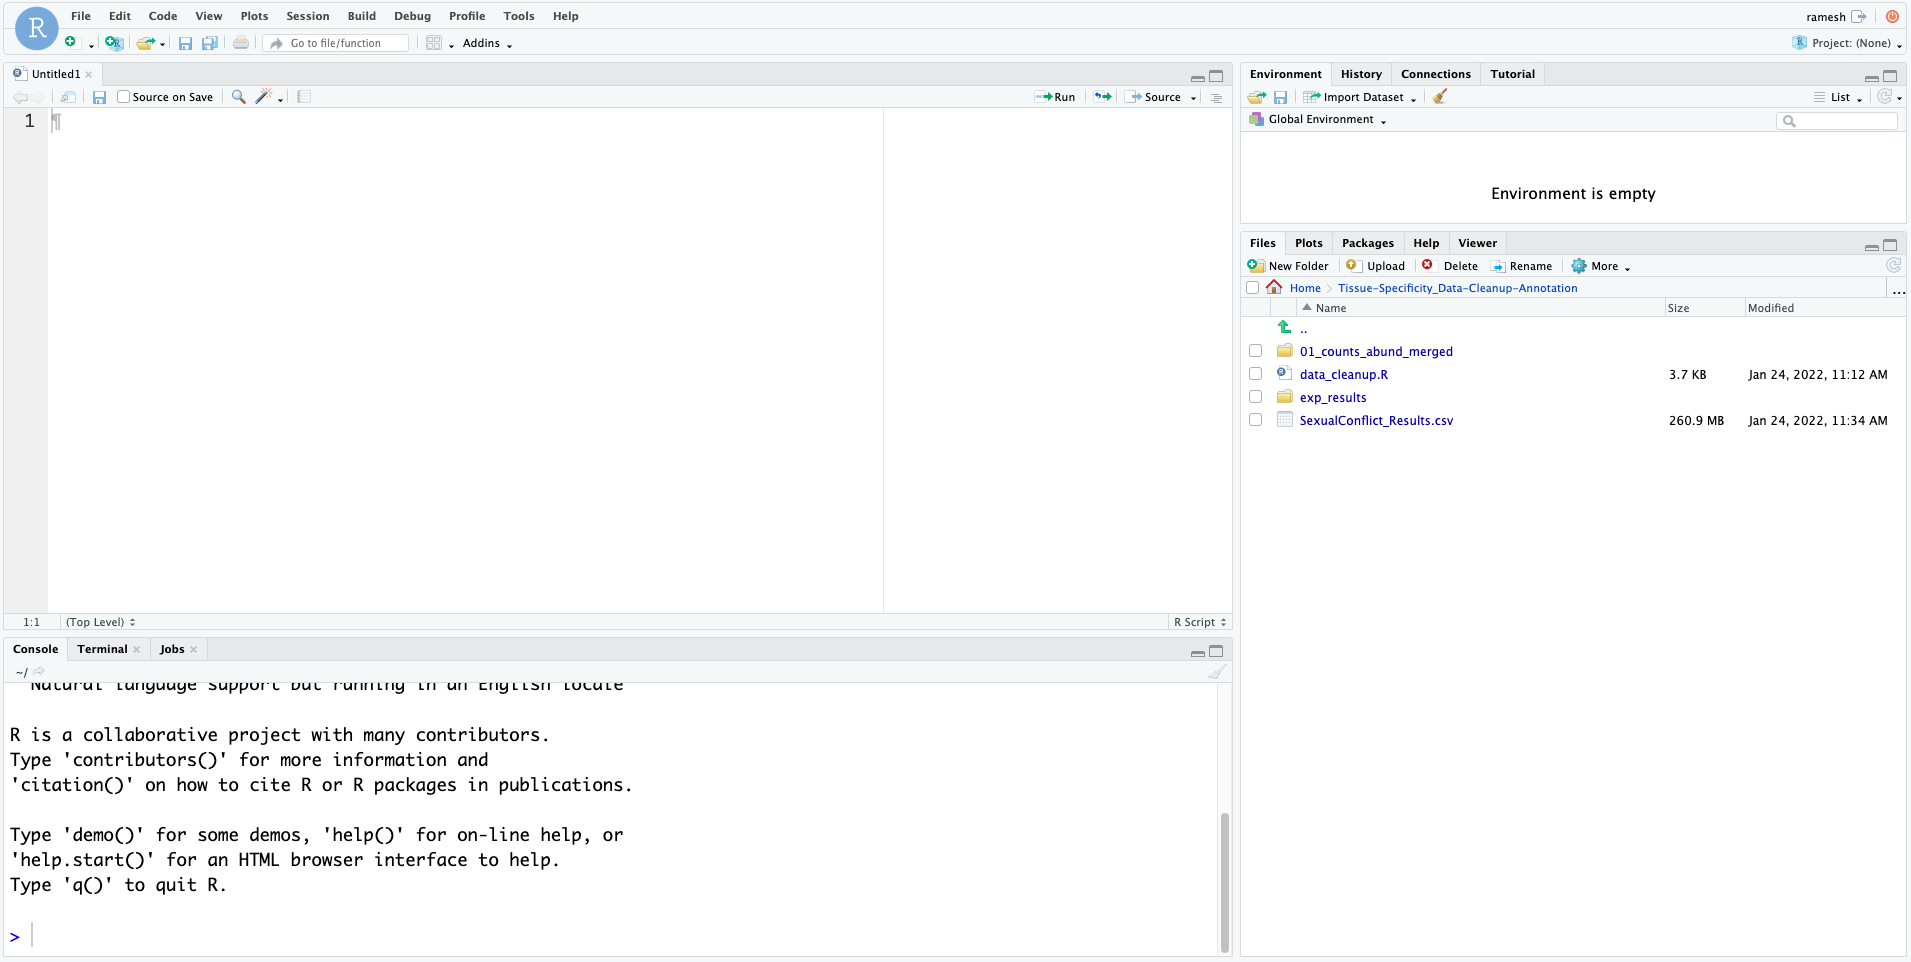 File Edit Code View Plots Session Build Debug Profile Tools Help
ramesh
R
Go to file/function
Addins
Project: (None)
Untitled1
Source on Save
Run
Source
1
¶
1:1
(Top Level)
R Script
Console Terminal Jobs
~/
Natural language support but running in an English locale
R is a collaborative project with many contributors.
Type 'contributors()' for more information and
'citation()' on how to cite R or R packages in publications.
Type 'demo()' for some demos, 'help()' for on-line help, or
'help.start()' for an HTML browser interface to help.
Type 'q()' to quit R.
>
Environment History Connections Tutorial
Import Dataset
List
Global Environment
Environment is empty
Files Plots Packages Help Viewer
New Folder Upload Delete Rename More
Home Tissue-Specificity_Data-Cleanup-Annotation
...
Name Size Modified
..
01_counts_abund_merged
data_cleanup.R 3.7 KB Jan 24, 2022, 11:12 AM
exp_results
SexualConflict_Results.csv 260.9 MB Jan 24, 2022, 11:34 AM